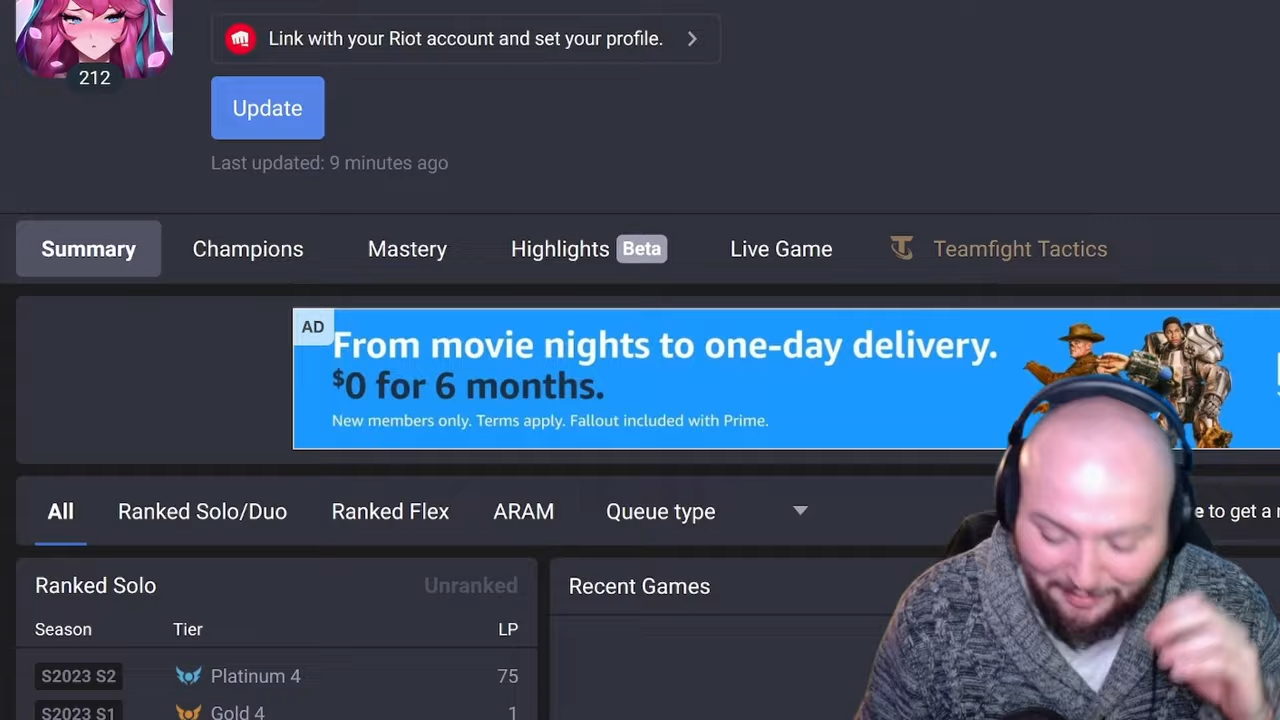 Link with your Riot account and set your profile.
212
Update
Last updated: 9 minutes ago
Summary Champions Mastery Highlights Beta Live Game Teamfight Tactics
AD
From movie nights to one-day delivery.
$0 for 6 months.
New members only. Terms apply. Fallout included with Prime.
All Ranked Solo/Duo Ranked Flex ARAM Queue type
e to get a
Ranked Solo Unranked
Recent Games
Season Tier LP
S2023 S2 Platinum 4 75
S2023 S1 Gold 4 1